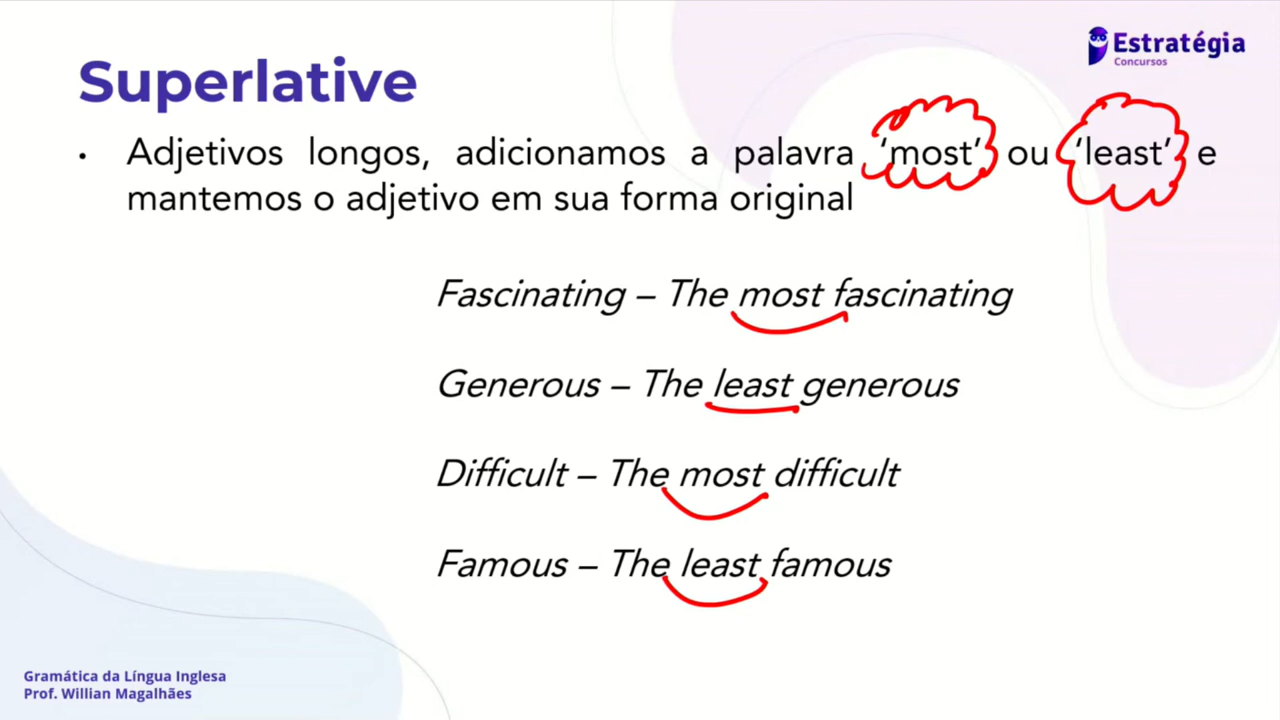 Estratégia
Concursos
Superlative
• Adjetivos longos, adicionamos a palavra ‘most’ ou ‘least’ e
mantemos o adjetivo em sua forma original
Fascinating – The most fascinating
Generous – The least generous
Difficult – The most difficult
Famous – The least famous
Gramática da Língua Inglesa
Prof. Willian Magalhães